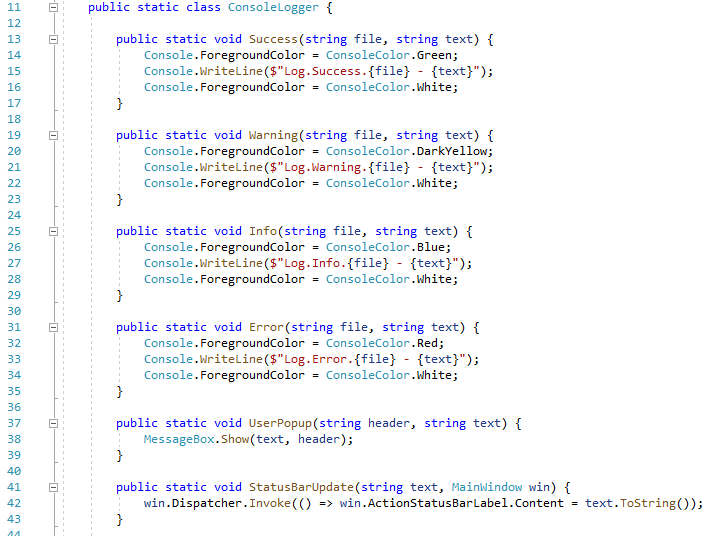 11 public static class ConsoleLogger {
12
13 public static void Success(string file, string text) {
14 Console.ForegroundColor = ConsoleColor.Green;
15 Console.WriteLine($"Log.Success.{file} - {text}");
16 Console.ForegroundColor = ConsoleColor.White;
17 }
18
19 public static void Warning(string file, string text) {
20 Console.ForegroundColor = ConsoleColor.DarkYellow;
21 Console.WriteLine($"Log.Warning.{file} - {text}");
22 Console.ForegroundColor = ConsoleColor.White;
23 }
24
25 public static void Info(string file, string text) {
26 Console.ForegroundColor = ConsoleColor.Blue;
27 Console.WriteLine($"Log.Info.{file} - {text}");
28 Console.ForegroundColor = ConsoleColor.White;
29 }
30
31 public static void Error(string file, string text) {
32 Console.ForegroundColor = ConsoleColor.Red;
33 Console.WriteLine($"Log.Error.{file} - {text}");
34 Console.ForegroundColor = ConsoleColor.White;
35 }
36
37 public static void UserPopup(string header, string text) {
38 MessageBox.Show(text, header);
39 }
40
41 public static void StatusBarUpdate(string text, MainWindow win) {
42 win.Dispatcher.Invoke(() => win.ActionStatusBarLabel.Content = text.ToString());
43 }
44